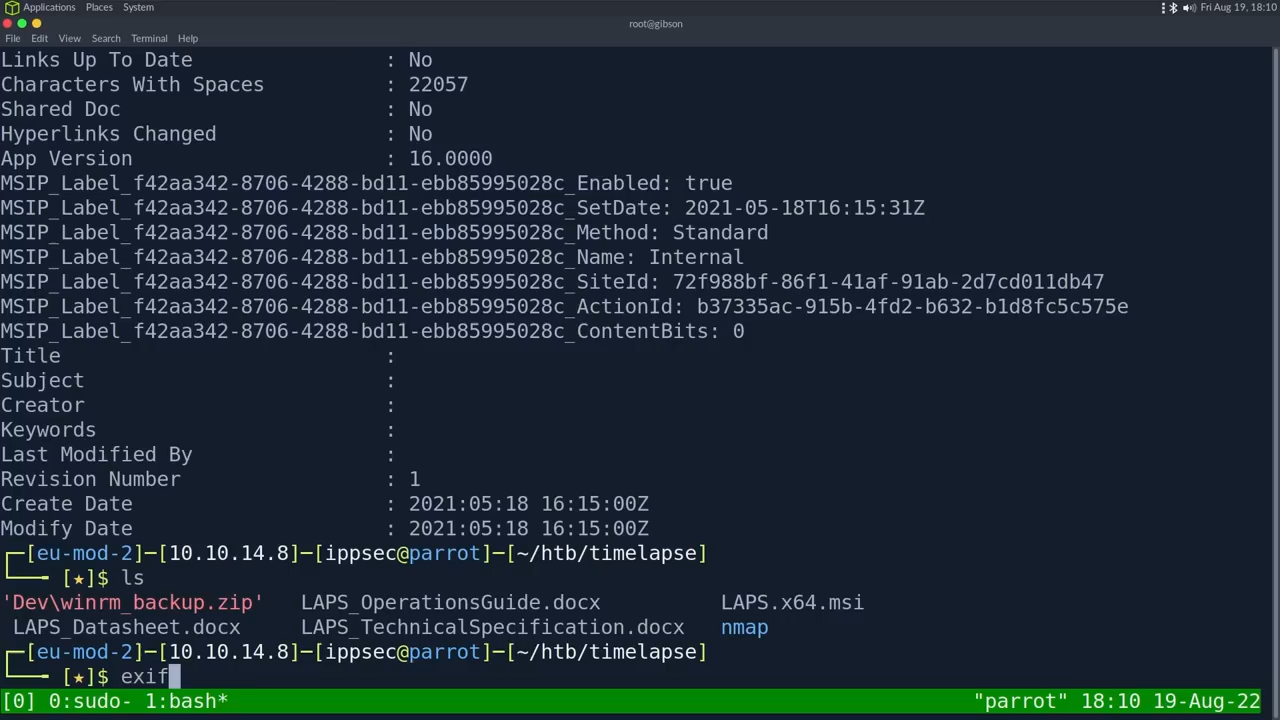 Applications Places System Fri Aug 19, 18:10
root@gibson
File Edit View Search Terminal Help
Links Up To Date : No
Characters With Spaces : 22057
Shared Doc : No
Hyperlinks Changed : No
App Version : 16.0000
MSIP_Label_f42aa342-8706-4288-bd11-ebb85995028c_Enabled: true
MSIP_Label_f42aa342-8706-4288-bd11-ebb85995028c_SetDate: 2021-05-18T16:15:31Z
MSIP_Label_f42aa342-8706-4288-bd11-ebb85995028c_Method: Standard
MSIP_Label_f42aa342-8706-4288-bd11-ebb85995028c_Name: Internal
MSIP_Label_f42aa342-8706-4288-bd11-ebb85995028c_SiteId: 72f988bf-86f1-41af-91ab-2d7cd011db47
MSIP_Label_f42aa342-8706-4288-bd11-ebb85995028c_ActionId: b37335ac-915b-4fd2-b632-b1d8fc5c575e
MSIP_Label_f42aa342-8706-4288-bd11-ebb85995028c_ContentBits: 0
Title :
Subject :
Creator :
Keywords :
Last Modified By :
Revision Number : 1
Create Date : 2021:05:18 16:15:00Z
Modify Date : 2021:05:18 16:15:00Z
┌─[eu-mod-2]─[10.10.14.8]─[ippsec@parrot]─[~/htb/timelapse]
└──╼ [★]$ ls
'Dev\winrm_backup.zip' LAPS_OperationsGuide.docx LAPS.x64.msi
LAPS_Datasheet.docx LAPS_TechnicalSpecification.docx nmap
┌─[eu-mod-2]─[10.10.14.8]─[ippsec@parrot]─[~/htb/timelapse]
└──╼ [★]$ exif
[0] 0:sudo- 1:bash* "parrot" 18:10 19-Aug-22